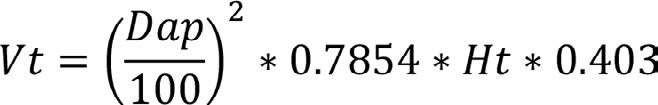 Vt = (Dap/100)² * 0.7854 * Ht * 0.403